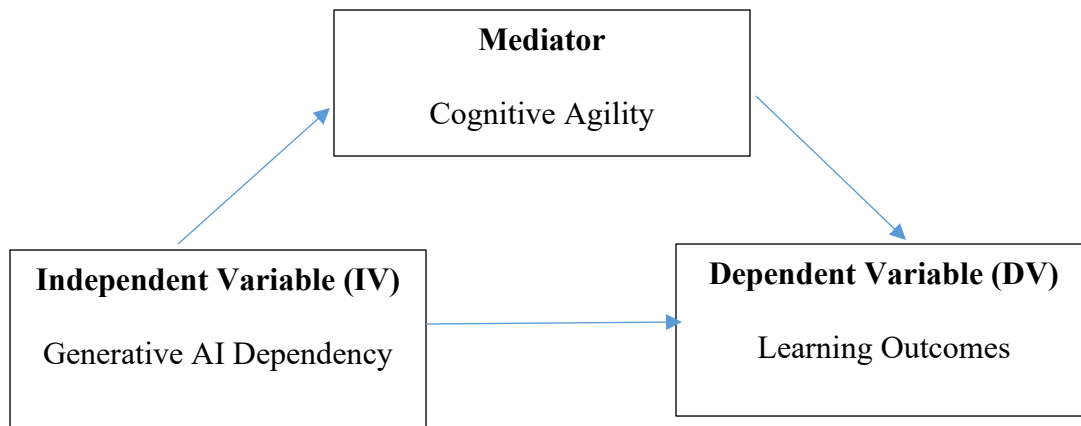 Mediator
Cognitive Agility
Independent Variable (IV)
Generative AI Dependency
Dependent Variable (DV)
Learning Outcomes